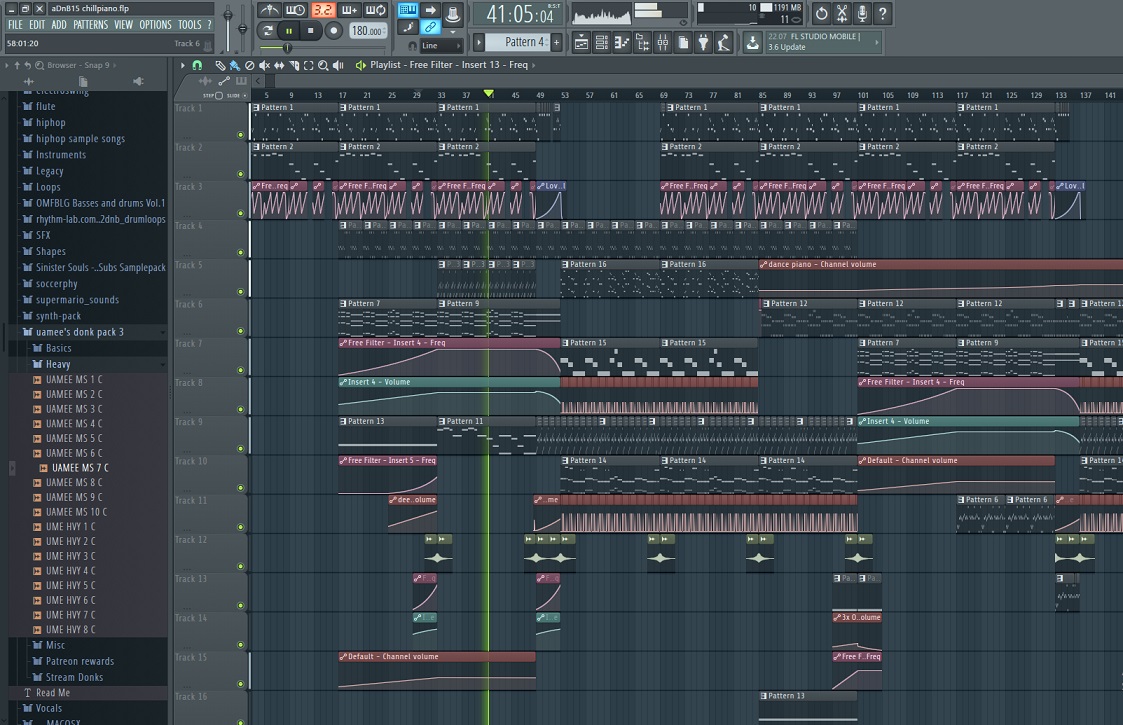 aDnB15 chillpiano.flp
FILE EDIT ADD PATTERNS VIEW OPTIONS TOOLS ?
58:01:20 Track 6
3.2.
180.000
Line
41:05:04
B:S:T
Pattern 4
10 1191 MB
22.07 FL STUDIO MOBILE |
3.6 Update
Browser - Snap 9
Playlist - Free Filter - Insert 13 - Freq
STEP SLIDE
5 9 13 17 21 25 29 33 37 41 45 49 53 57 61 65 69 73 77 81 85 89 93 97 101 105 109 113 117 121 125 129 133 137 141
electroswing
flute
hiphop
hiphop sample songs
Instruments
Legacy
Loops
OMFBLG Basses and drums Vol.1
rhythm-lab.com..2dnb_drumloops
SFX
Shapes
Sinister Souls -..Subs Samplepack
soccerphy
supermario_sounds
synth-pack
uamee's donk pack 3
Basics
Heavy
UAMEE MS 1 C
UAMEE MS 2 C
UAMEE MS 3 C
UAMEE MS 4 C
UAMEE MS 5 C
UAMEE MS 6 C
UAMEE MS 7 C
UAMEE MS 8 C
UAMEE MS 9 C
UAMEE MS 10 C
UME HVY 1 C
UME HVY 2 C
UME HVY 3 C
UME HVY 4 C
UME HVY 5 C
UME HVY 6 C
UME HVY 7 C
UME HVY 8 C
Misc
Patreon rewards
Stream Donks
Read Me
Vocals
__MACOSX
Track 1
Pattern 1 Pattern 1 Pattern 1 Pattern 1 Pattern 1 Pattern 1 Pattern 1
Track 2
Pattern 2 Pattern 2 Pattern 2 Pattern 2 Pattern 2 Pattern 2 Pattern 2
Track 3
Fre..req Free F..Freq Free F..Freq Lov..l Free F..Freq Free F..Freq Free F..Freq Free F..Freq Lov..l
Track 4
Track 5
Pattern 16 Pattern 16 dance piano - Channel volume
Track 6
Pattern 7 Pattern 9 Pattern 12 Pattern 12 Pattern 12
Track 7
Free Filter - Insert 4 - Freq Pattern 15 Pattern 15 Pattern 7 Pattern 9
Track 8
Insert 4 - Volume Free Filter - Insert 4 - Freq
Track 9
Pattern 13 Pattern 11 Insert 4 - Volume
Track 10
Free Filter - Insert 5 - Freq Pattern 14 Pattern 14 Pattern 14 Default - Channel volume
Track 11
dee..olume ..me Pattern 6 Pattern 6
Track 12
Track 13
Track 14
3x O..olume
Track 15
Default - Channel volume Free F..Freq
Track 16
Pattern 13